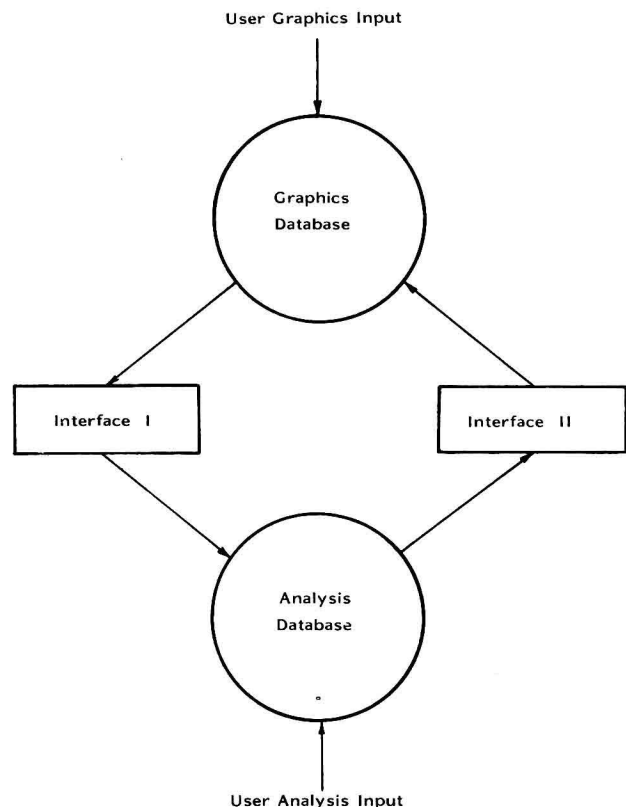 User Graphics Input
Graphics
Database
Interface I
Interface II
Analysis
Database
User Analysis Input